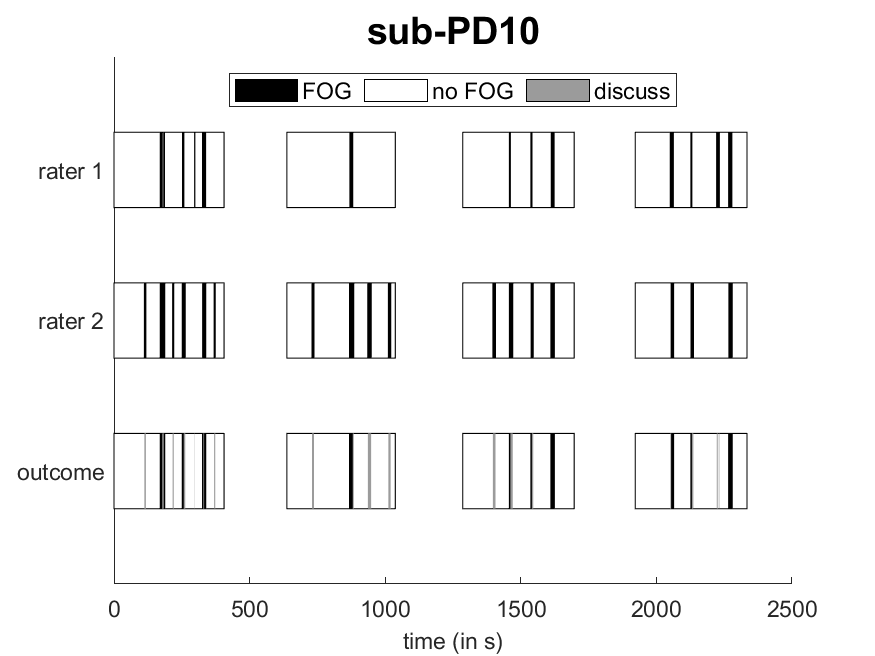 sub-PD10
FOG no FOG discuss
rater 1
rater 2
outcome
0 500 1000 1500 2000 2500
time (in s)